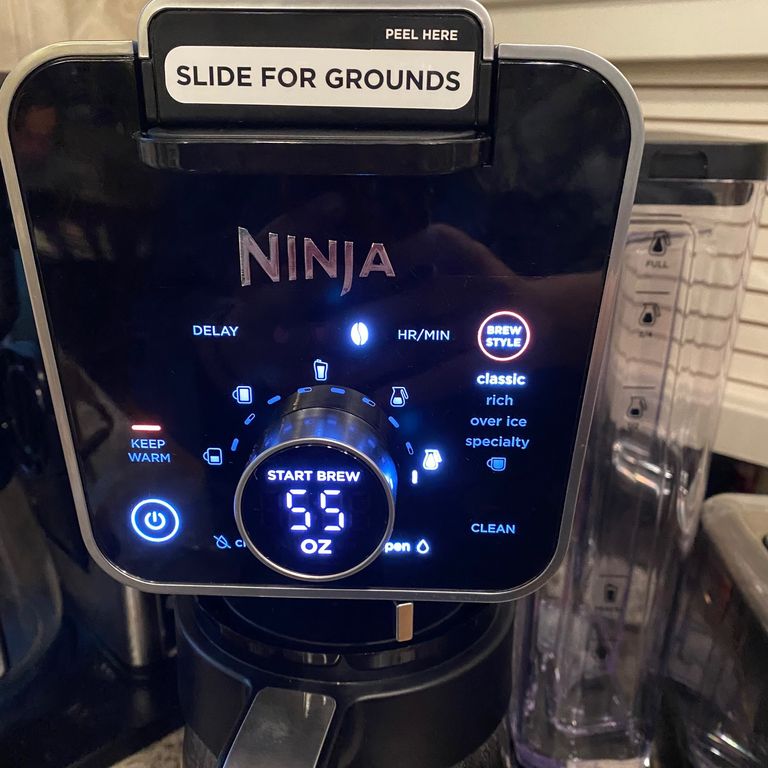 PEEL HERE
SLIDE FOR GROUNDS
NINJA
DELAY
HR/MIN
BREW
STYLE
classic
rich
over ice
specialty
KEEP
WARM
START BREW
55
OZ
CLEAN
FULL